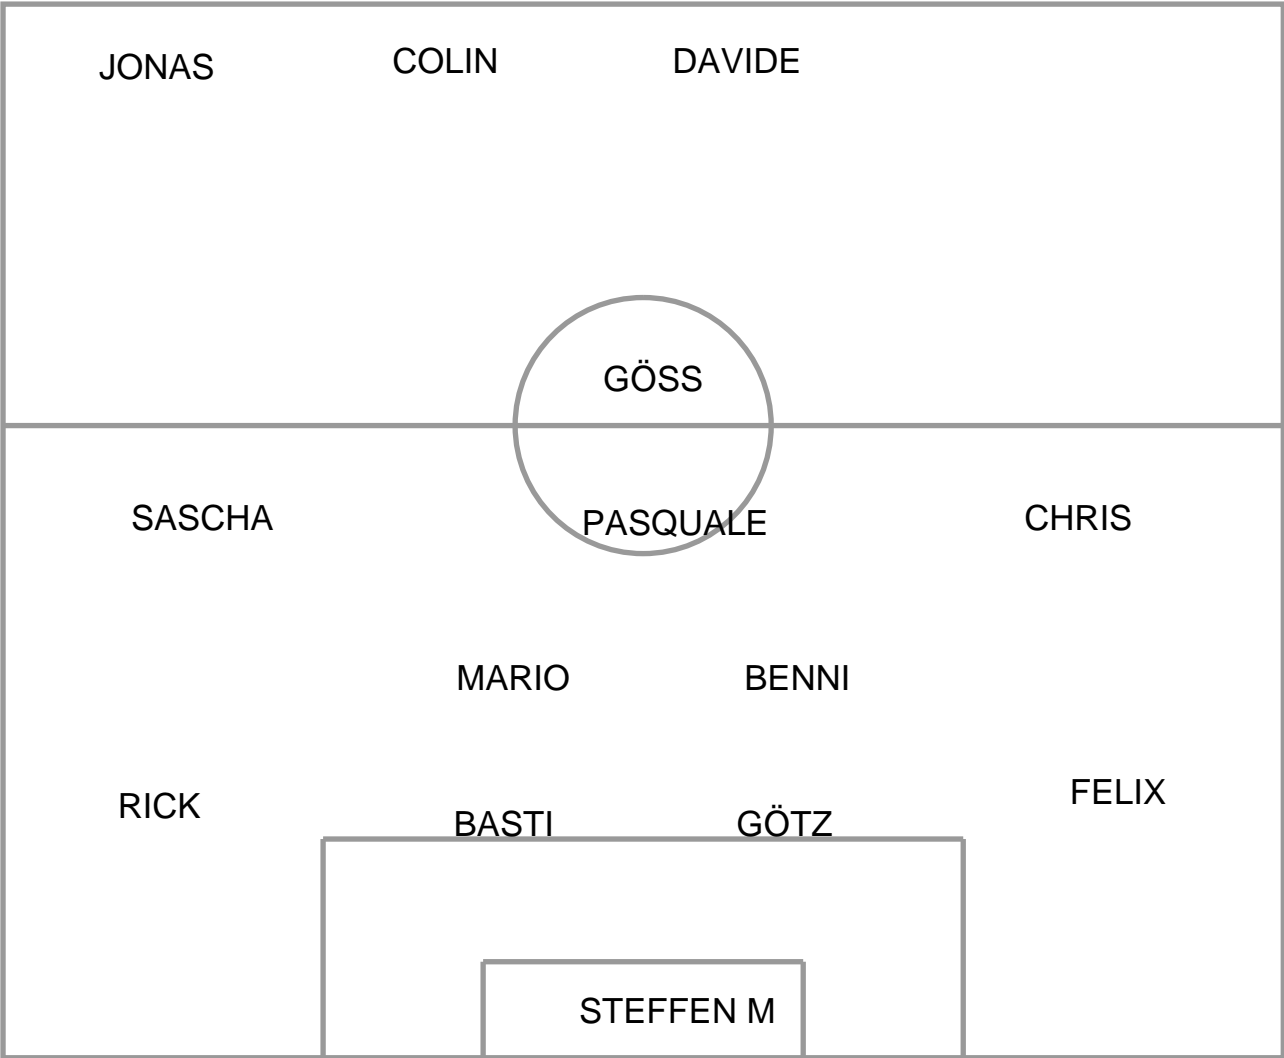 JONAS COLIN DAVIDE
GÖSS
SASCHA PASQUALE CHRIS
MARIO BENNI
RICK BASTI GÖTZ FELIX
STEFFEN M